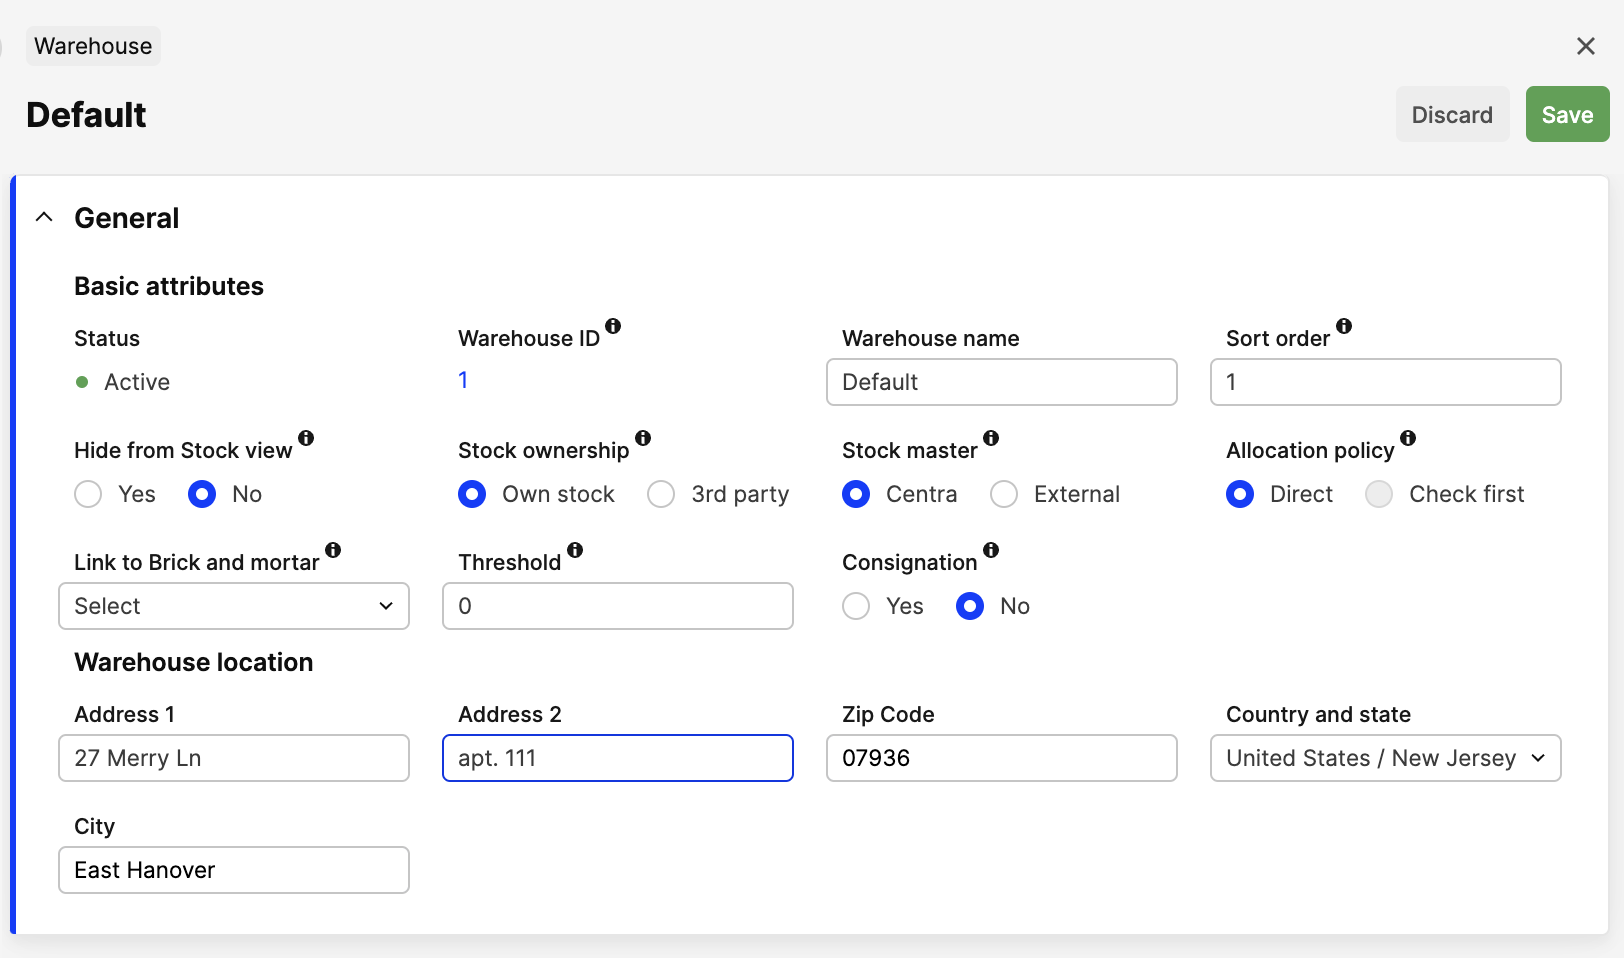 Warehouse
Default
Discard
Save
General
Basic attributes
Status
Warehouse ID
Warehouse name
Sort order
Active
1
Default
1
Hide from Stock view
Stock ownership
Stock master
Allocation policy
Yes No
Own stock 3rd party
Centra External
Direct Check first
Link to Brick and mortar
Threshold
Consignation
Select
0
Yes No
Warehouse location
Address 1
Address 2
Zip Code
Country and state
27 Merry Ln
apt. 111
07936
United States / New Jersey
City
East Hanover